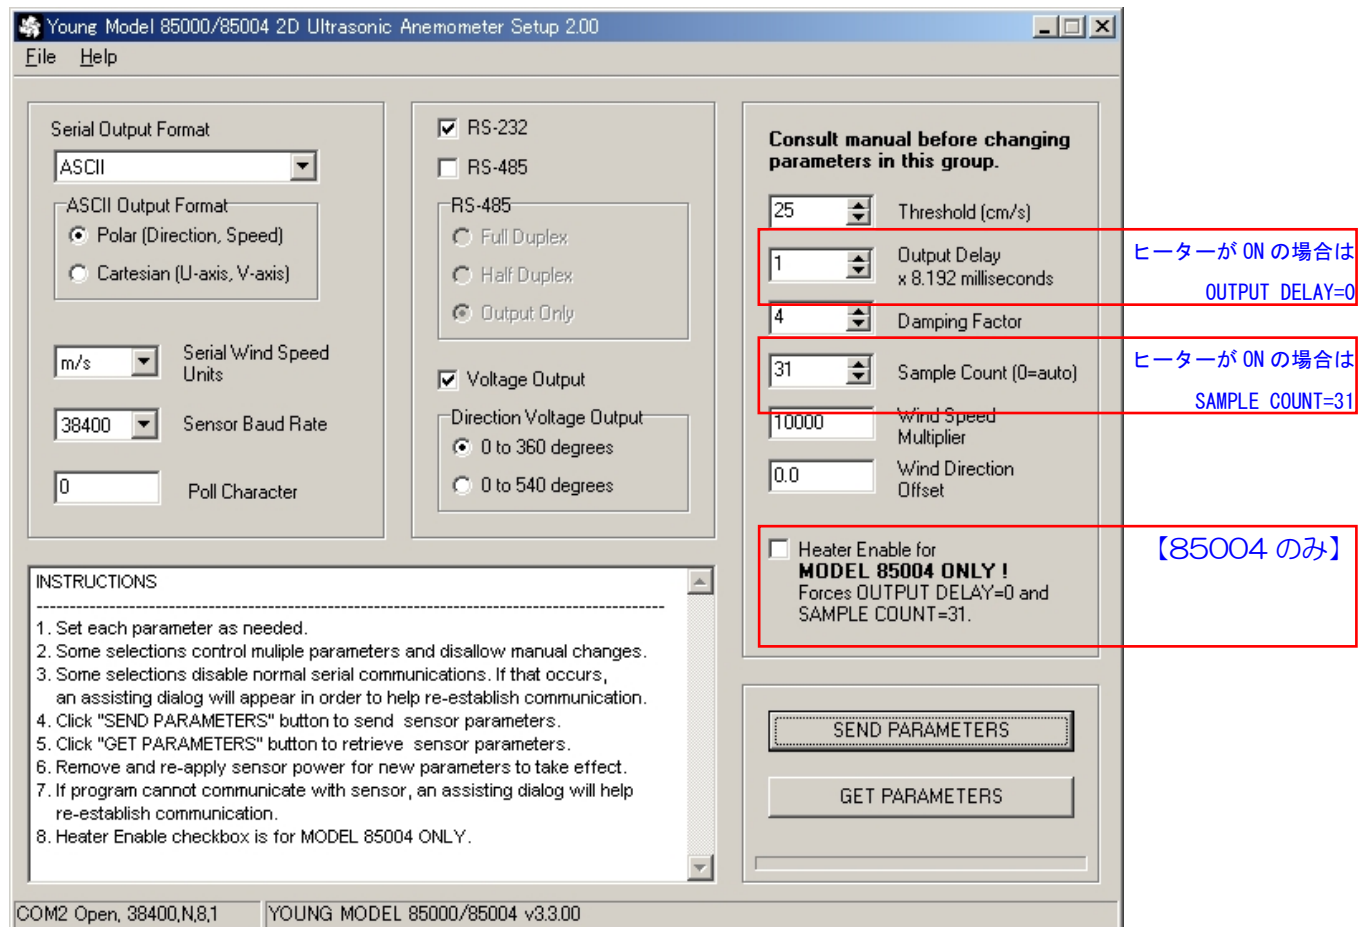 Young Model 85000/85004 2D Ultrasonic Anemometer Setup 2.00
File Help
Serial Output Format
ASCII
ASCII Output Format
Polar (Direction, Speed)
Cartesian (U-axis, V-axis)
m/s
Serial Wind Speed
Units
38400
Sensor Baud Rate
0
Poll Character
RS-232
RS-485
RS-485
Full Duplex
Half Duplex
Output Only
Voltage Output
Direction Voltage Output
0 to 360 degrees
0 to 540 degrees
Consult manual before changing
parameters in this group.
25
Threshold (cm/s)
1
Output Delay
x 8.192 milliseconds
ヒーターが ON の場合は
OUTPUT DELAY=0
4
Damping Factor
31
Sample Count (0=auto)
ヒーターが ON の場合は
SAMPLE COUNT=31
10000
Wind Speed
Multiplier
0.0
Wind Direction
Offset
Heater Enable for
MODEL 85004 ONLY !
Forces OUTPUT DELAY=0 and
SAMPLE COUNT=31.
【85004 のみ】
INSTRUCTIONS
--------------------------------------------------------------------------------
1. Set each parameter as needed.
2. Some selections control muliple parameters and disallow manual changes.
3. Some selections disable normal serial communications. If that occurs,
an assisting dialog will appear in order to help re-establish communication.
4. Click "SEND PARAMETERS" button to send sensor parameters.
5. Click "GET PARAMETERS" button to retrieve sensor parameters.
6. Remove and re-apply sensor power for new parameters to take effect.
7. If program cannot communicate with sensor, an assisting dialog will help
re-establish communication.
8. Heater Enable checkbox is for MODEL 85004 ONLY.
SEND PARAMETERS
GET PARAMETERS
COM2 Open, 38400,N,8,1
YOUNG MODEL 85000/85004 v3.3.00